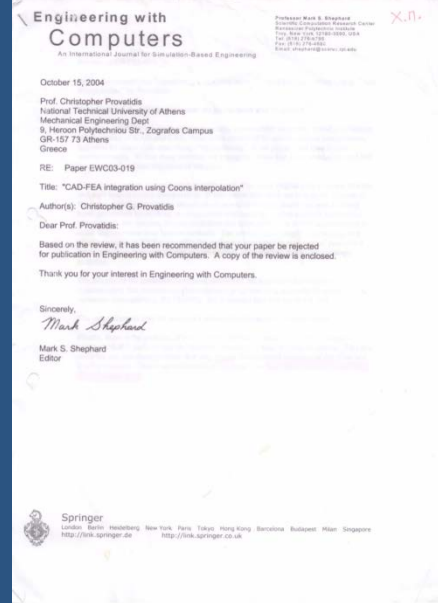 Engineering with
Computers
An International Journal for Simulation-Based Engineering
Professor Mark S. Shephard
Scientific Computation Research Center
Rensselaer Polytechnic Institute
Troy, New York 12180-3590, USA
X.Π.
October 15, 2004
Prof. Christopher Provatidis
National Technical University of Athens
Mechanical Engineering Dept
9, Heroon Polytechniou Str., Zografos Campus
GR-157 73 Athens
Greece
RE: Paper EWC03-019
Title: "CAD-FEA integration using Coons interpolation"
Author(s): Christopher G. Provatidis
Dear Prof. Provatidis:
Based on the review, it has been recommended that your paper be rejected
for publication in Engineering with Computers. A copy of the review is enclosed.
Thank you for your interest in Engineering with Computers.
Sincerely,
Mark Shephard
Mark S. Shephard
Editor
Springer
London Berlin Heidelberg New York Paris Tokyo Hong Kong Barcelona Budapest Milan Singapore
http://link.springer.de http://link.springer.co.uk